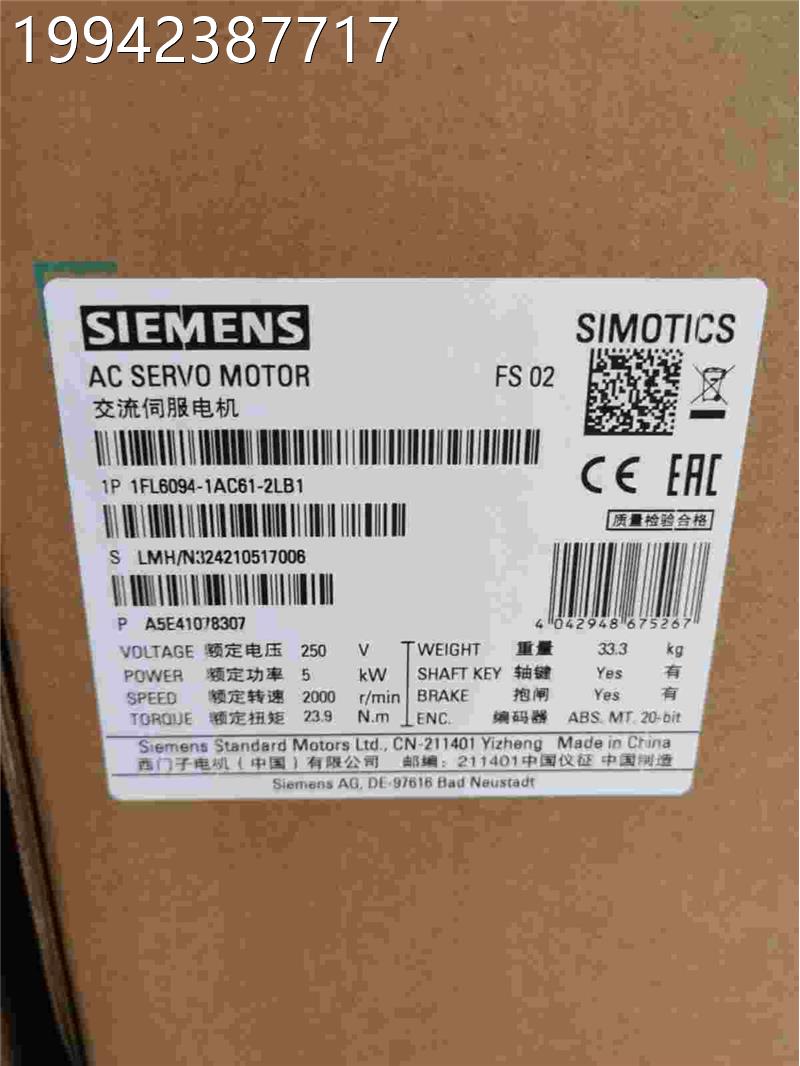 19942387717
SIEMENS
SIMOTICS
AC SERVO MOTOR
FS 02
交流伺服电机
1P 1FL6094-1AC61-2LB1
CE EAC
质量检验合格
S LMH/N324210517006
P A5E41078307
4 042948 675267
VOLTAGE 额定电压 250 V
POWER 额定功率 5 kW
SPEED 额定转速 2000 r/min
TORQUE 额定扭矩 23.9 N.m
WEIGHT 重量 33.3 kg
SHAFT KEY 轴键 Yes 有
BRAKE 抱闸 Yes 有
ENC. 编码器 ABS. MT. 20-bit
Siemens Standard Motors Ltd., CN-211401 Yizheng Made in China
西门子电机(中国)有限公司 邮编:211401中国仪征 中国制造
Siemens AG, DE-97616 Bad Neustadt